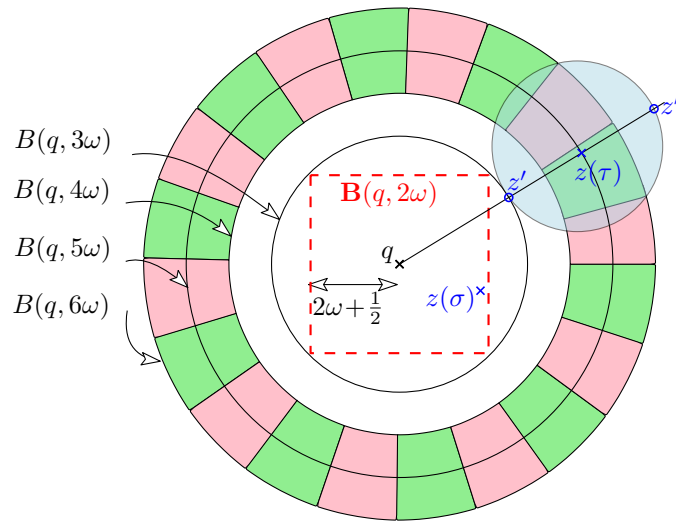 z'
B(q, 3ω)
z(τ)
z'
B(q, 4ω)
B(q, 2ω)
q
B(q, 5ω)
2ω + 1/2
z(σ)
B(q, 6ω)